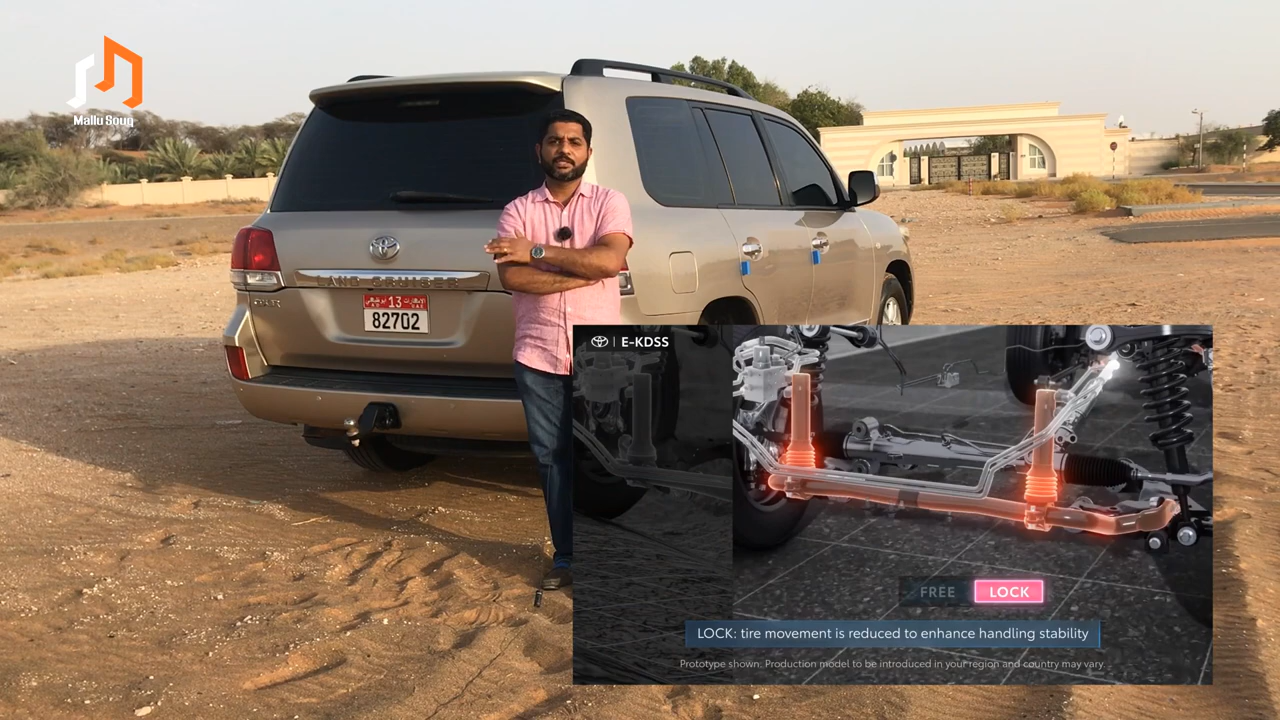 Mallu Souq
LAND CRUISER
13
82702
E-KDSS
FREE
LOCK
LOCK: tire movement is reduced to enhance handling stability
Prototype shown. Production model to be introduced in your region and country may vary.